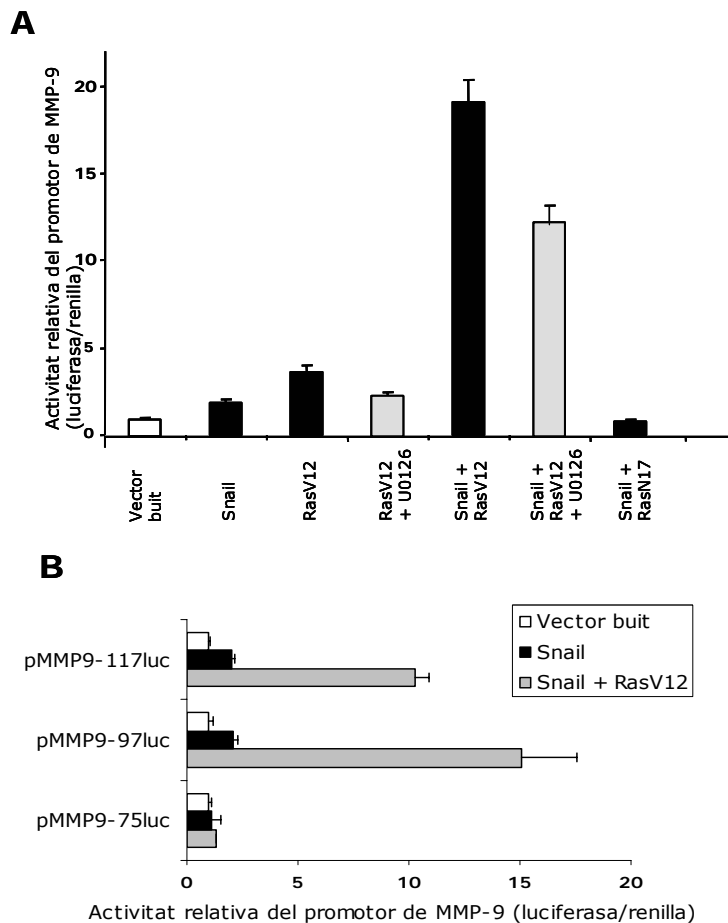 A
Activitat relativa del promotor de MMP-9
(luciferasa/renilla)
20
15
10
5
0
Vector
buit
Snail
RasV12
RasV12
+ U0126
Snail +
RasV12
Snail +
RasV12
+ U0126
Snail +
RasN17
B
Vector buit
Snail
Snail + RasV12
pMMP9-117luc
pMMP9-97luc
pMMP9-75luc
0
5
10
15
20
Activitat relativa del promotor de MMP-9 (luciferasa/renilla)